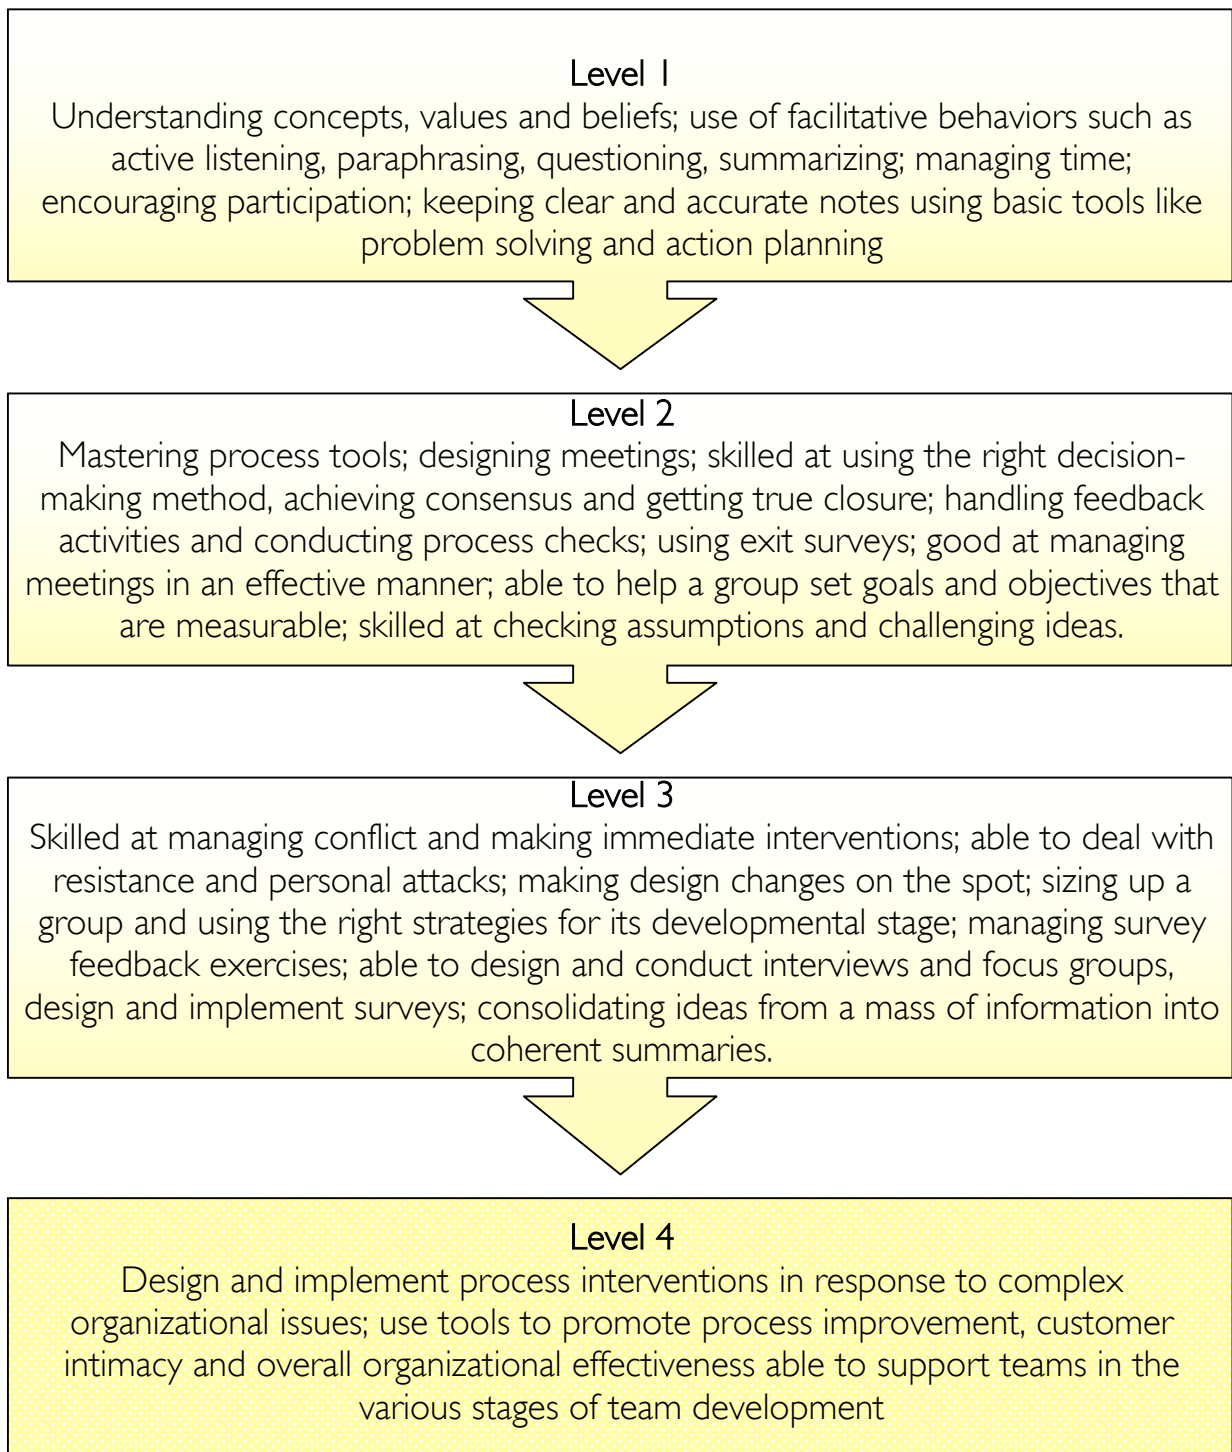 Level 1
Understanding concepts, values and beliefs; use of facilitative behaviors such as
active listening, paraphrasing, questioning, summarizing; managing time;
encouraging participation; keeping clear and accurate notes using basic tools like
problem solving and action planning
Level 2
Mastering process tools; designing meetings; skilled at using the right decision-
making method, achieving consensus and getting true closure; handling feedback
activities and conducting process checks; using exit surveys; good at managing
meetings in an effective manner; able to help a group set goals and objectives that
are measurable; skilled at checking assumptions and challenging ideas.
Level 3
Skilled at managing conflict and making immediate interventions; able to deal with
resistance and personal attacks; making design changes on the spot; sizing up a
group and using the right strategies for its developmental stage; managing survey
feedback exercises; able to design and conduct interviews and focus groups,
design and implement surveys; consolidating ideas from a mass of information into
coherent summaries.
Level 4
Design and implement process interventions in response to complex
organizational issues; use tools to promote process improvement, customer
intimacy and overall organizational effectiveness able to support teams in the
various stages of team development